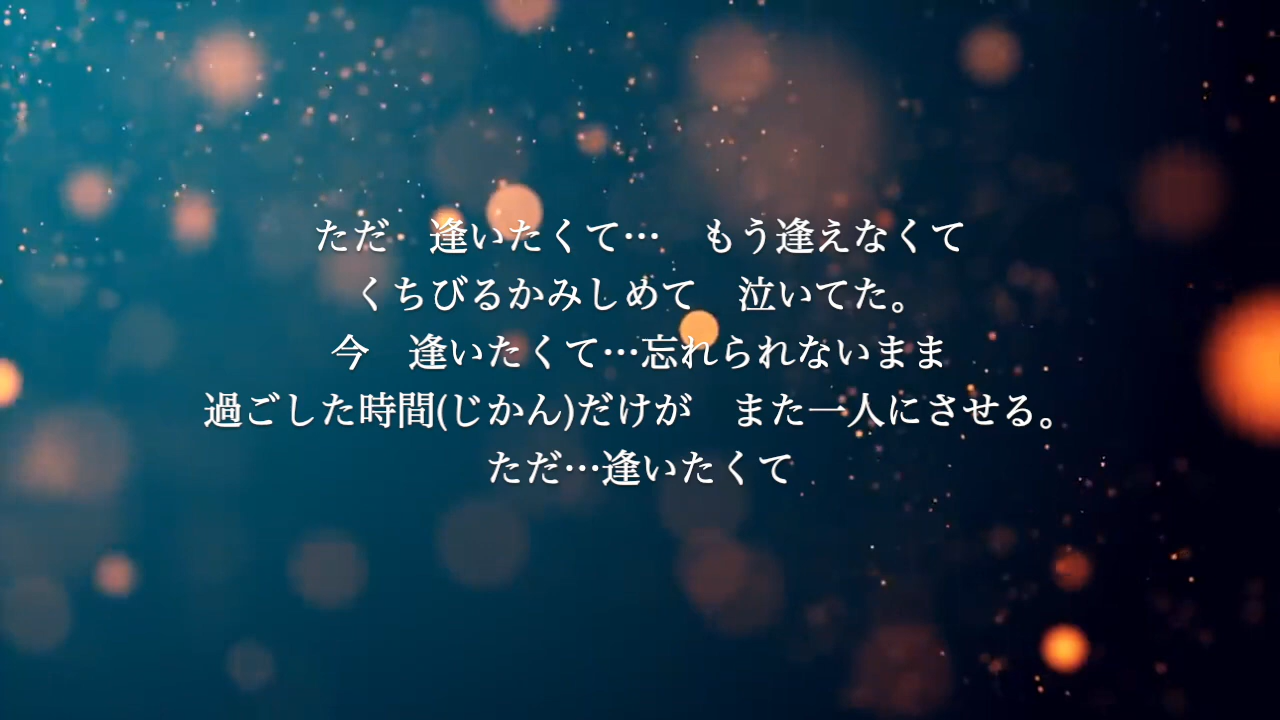 ただ　逢いたくて…　もう逢えなくて
くちびるかみしめて　泣いてた。
今　逢いたくて…忘れられないまま
過ごした時間(じかん)だけが　また一人にさせる。
ただ…逢いたくて